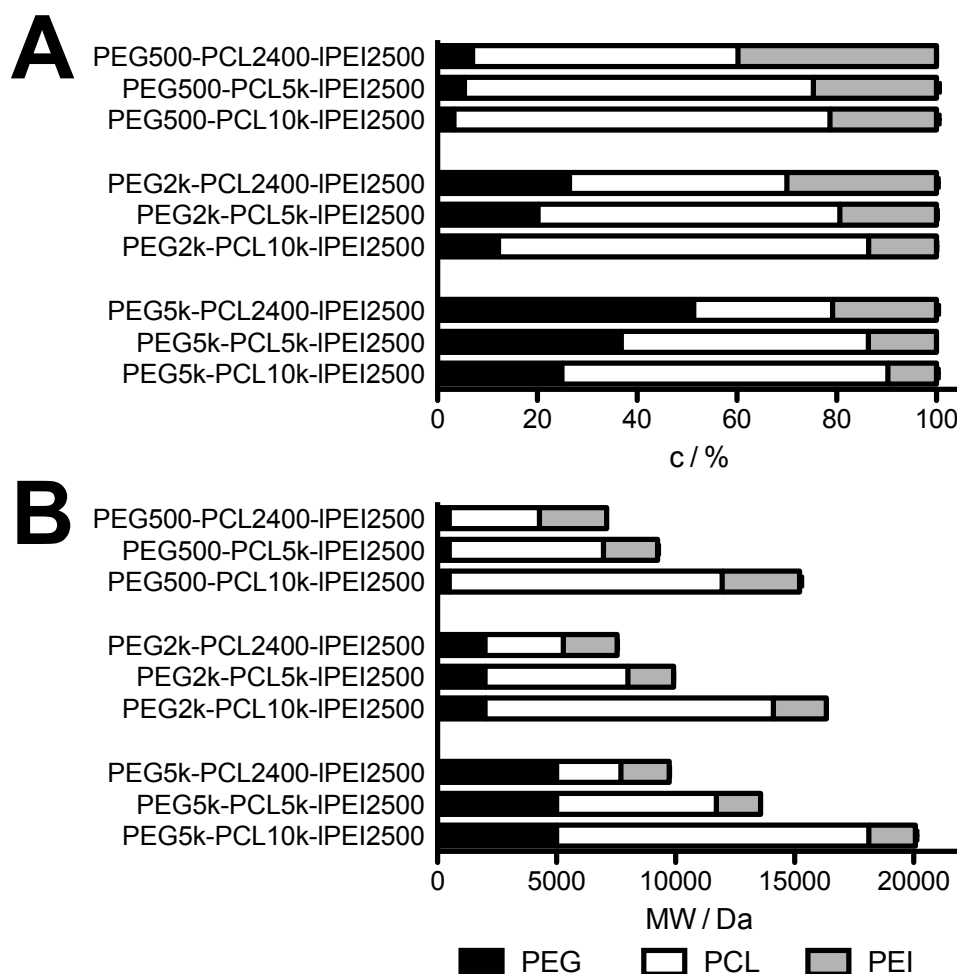 A
PEG500-PCL2400-lPEI2500
PEG500-PCL5k-lPEI2500
PEG500-PCL10k-lPEI2500
PEG2k-PCL2400-lPEI2500
PEG2k-PCL5k-lPEI2500
PEG2k-PCL10k-lPEI2500
PEG5k-PCL2400-lPEI2500
PEG5k-PCL5k-lPEI2500
PEG5k-PCL10k-lPEI2500
0 20 40 60 80 100
c / %
B
PEG500-PCL2400-lPEI2500
PEG500-PCL5k-lPEI2500
PEG500-PCL10k-lPEI2500
PEG2k-PCL2400-lPEI2500
PEG2k-PCL5k-lPEI2500
PEG2k-PCL10k-lPEI2500
PEG5k-PCL2400-lPEI2500
PEG5k-PCL5k-lPEI2500
PEG5k-PCL10k-lPEI2500
0 5000 10000 15000 20000
MW / Da
PEG PCL PEI